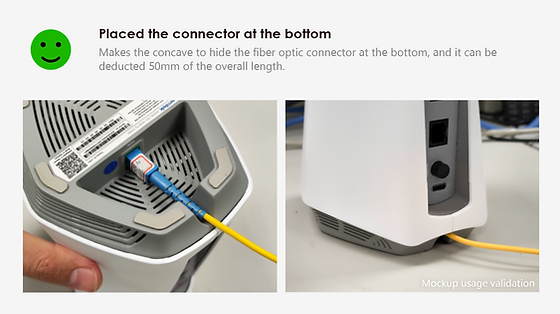 Placed the connector at the bottom
Makes the concave to hide the fiber optic connector at the bottom, and it can be
deducted 50mm of the overall length.
Mockup usage validation